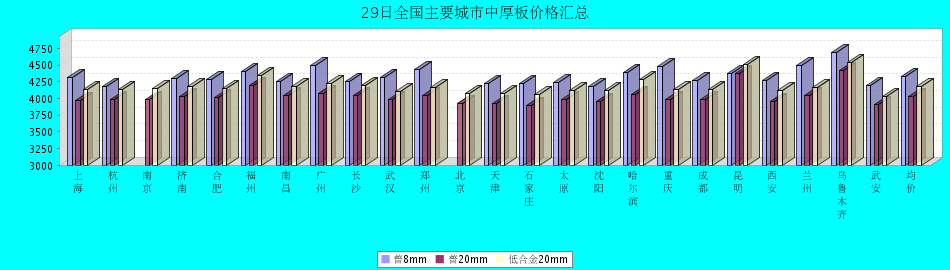 29日全国主要城市中厚板价格汇总
4750
4500
4250
4000
3750
3500
3250
3000
上海
杭州
南京
济南
合肥
福州
南昌
广州
长沙
武汉
郑州
北京
天津
石家庄
太原
沈阳
哈尔滨
重庆
成都
昆明
西安
兰州
乌鲁木齐
武安
均价
普8mm 普20mm 低合金20mm